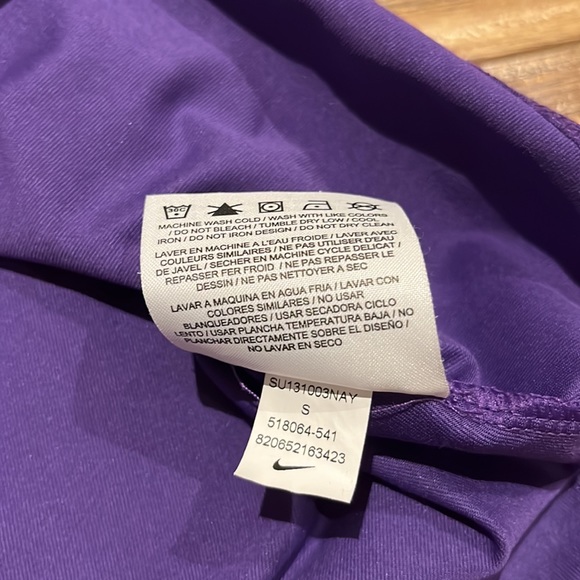 30C
MACHINE WASH COLD / WASH WITH LIKE COLORS
/ DO NOT BLEACH / TUMBLE DRY LOW / COOL
IRON / DO NOT IRON DESIGN / DO NOT DRY CLEAN
LAVER EN MACHINE A L'EAU FROIDE / LAVER AVEC
COULEURS SIMILAIRES / NE PAS UTILISER D'EAU
DE JAVEL / SECHER EN MACHINE CYCLE DELICAT /
REPASSER FER FROID / NE PAS REPASSER LE
DESSIN / NE PAS NETTOYER A SEC
LAVAR A MAQUINA EN AGUA FRIA / LAVAR CON
COLORES SIMILARES / NO USAR
BLANQUEADORES / USAR SECADORA CICLO
LENTO / USAR PLANCHA TEMPERATURA BAJA / NO
PLANCHAR DIRECTAMENTE SOBRE EL DISEÑO /
NO LAVAR EN SECO
SU131003NAY
S
518064-541
820652163423